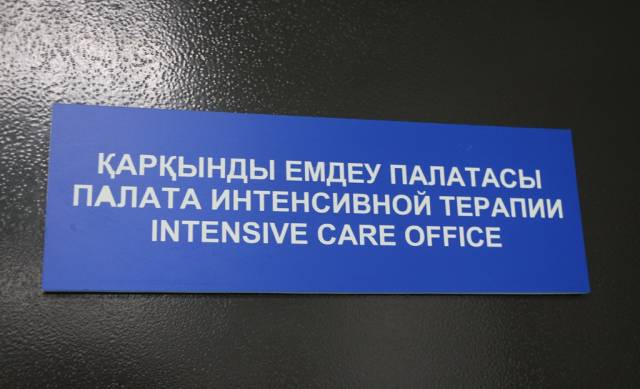 ҚАРҚЫНДЫ ЕМДЕУ ПАЛАТАСЫ
ПАЛАТА ИНТЕНСИВНОЙ ТЕРАПИИ
INTENSIVE CARE OFFICE